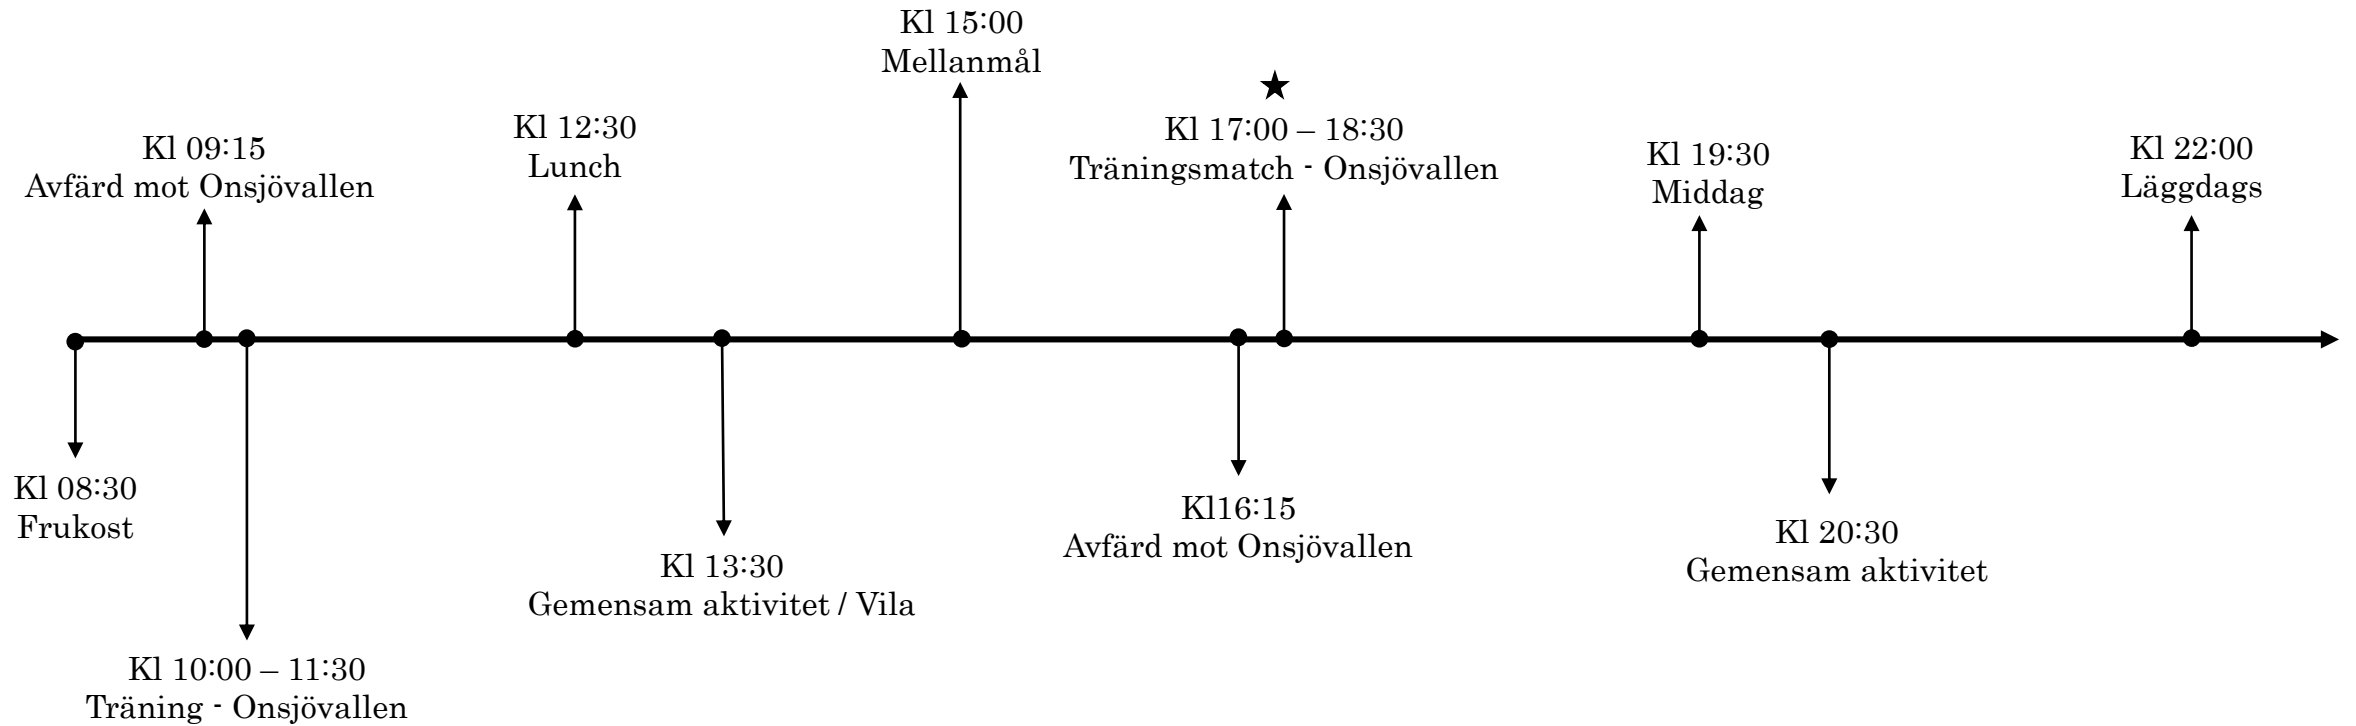 Kl 08:30
Frukost
Kl 09:15
Avfärd mot Onsjövallen
Kl 10:00 – 11:30
Träning - Onsjövallen
Kl 12:30
Lunch
Kl 13:30
Gemensam aktivitet / Vila
Kl 15:00
Mellanmål
Kl16:15
Avfärd mot Onsjövallen
Kl 17:00 – 18:30
Träningsmatch - Onsjövallen
Kl 19:30
Middag
Kl 20:30
Gemensam aktivitet
Kl 22:00
Läggdags